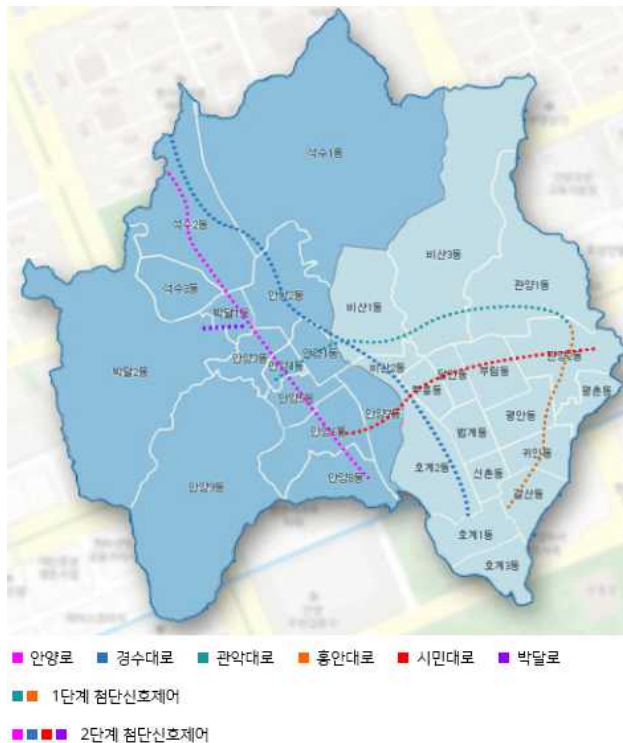 석수1동
석수2동
비산3동
관양1동
석수3동
안양2동
비산1동
박달1동
안양1동
박달2동
안양3동
안양4동
비산2동
달안동
부림동
관양2동
평촌동
안양5동
부흥동
평안동
안양6동
안양7동
범계동
귀인동
안양9동
안양8동
호계2동
신촌동
갈산동
호계1동
호계3동
안양로 경수대로 관악대로 흥안대로 시민대로 박달로
1단계 첨단신호제어
2단계 첨단신호제어